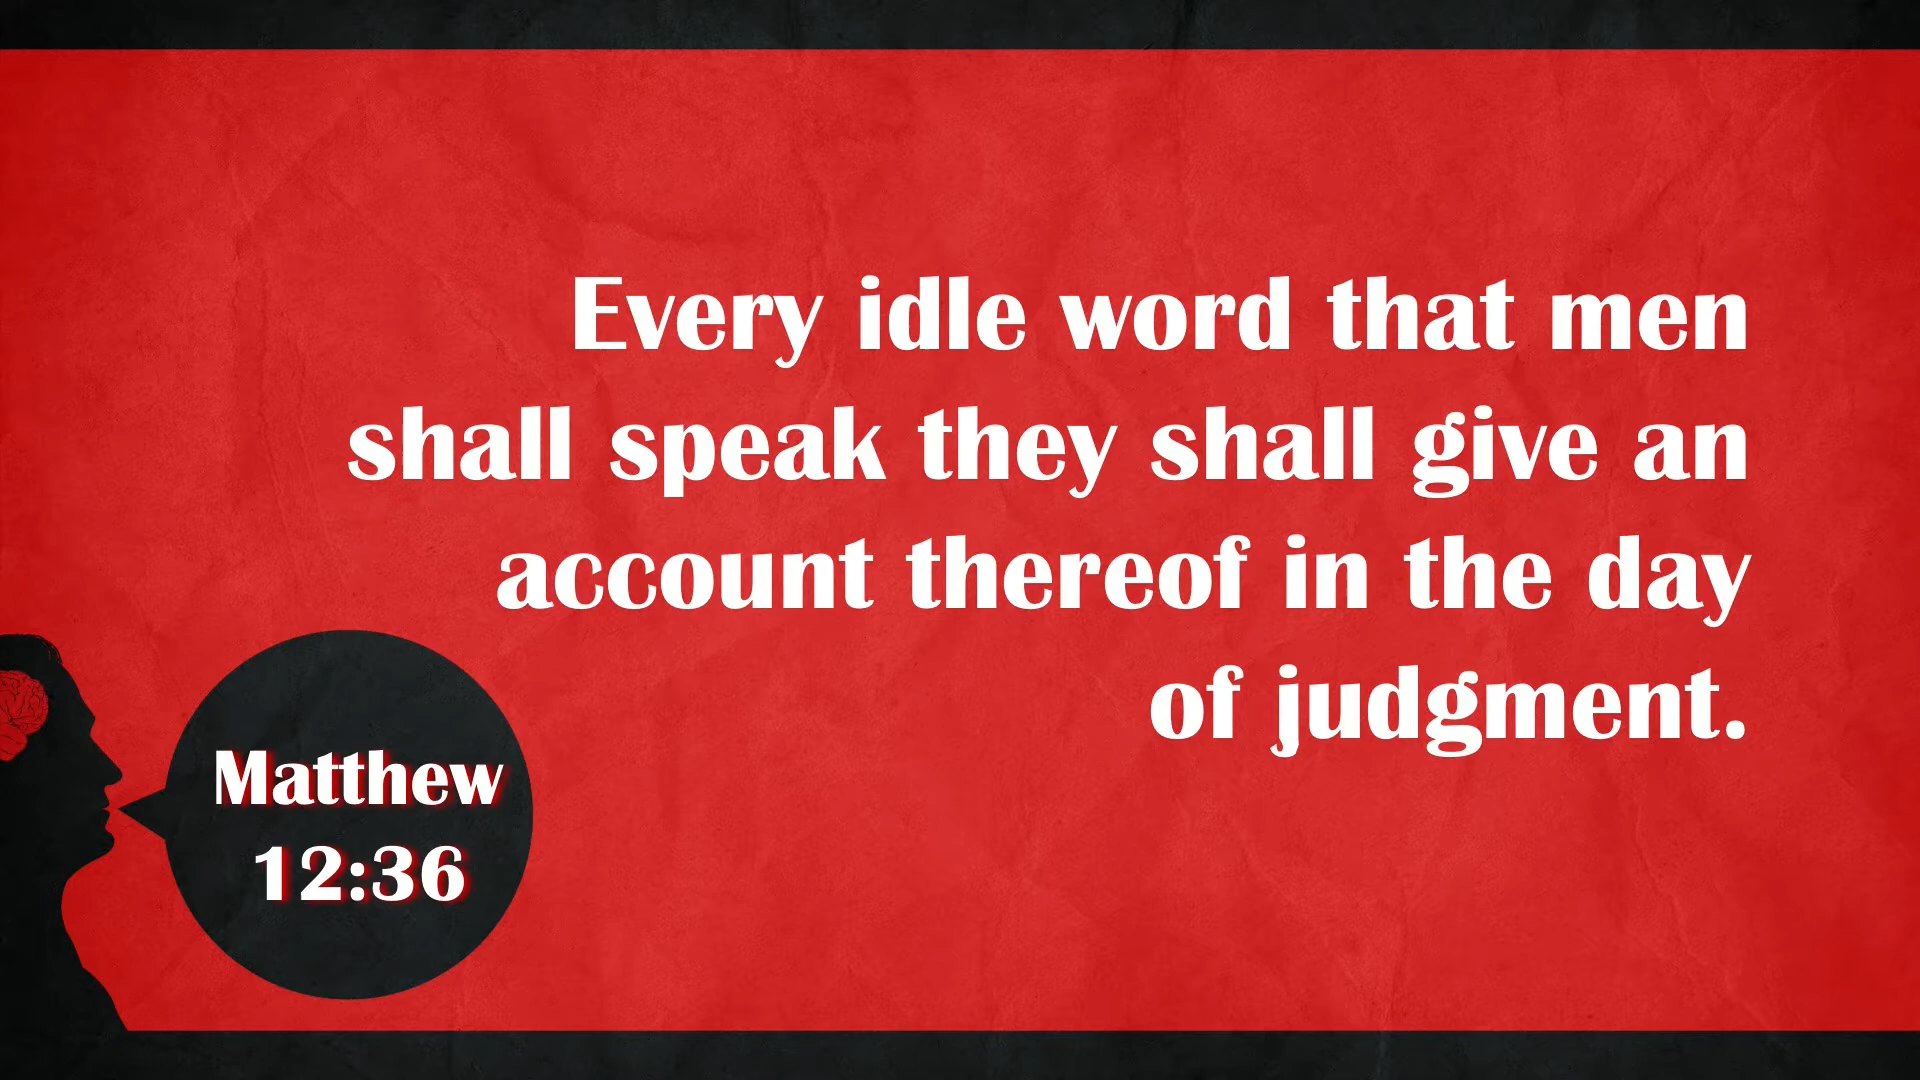 Every idle word that men
shall speak they shall give an
account thereof in the day
of judgment.
Matthew
12:36